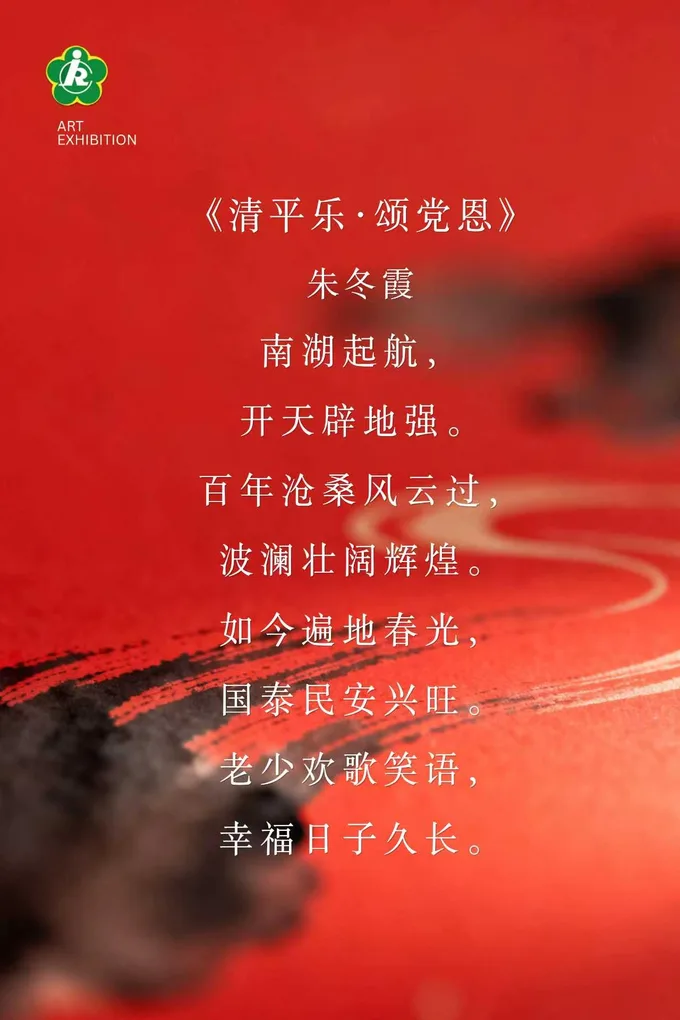 ART
EXHIBITION
《清平乐·颂党恩》
朱冬霞
南湖起航，
开天辟地强。
百年沧桑风云过，
波澜壮阔辉煌。
如今遍地春光，
国泰民安兴旺。
老少欢歌笑语，
幸福日子久长。